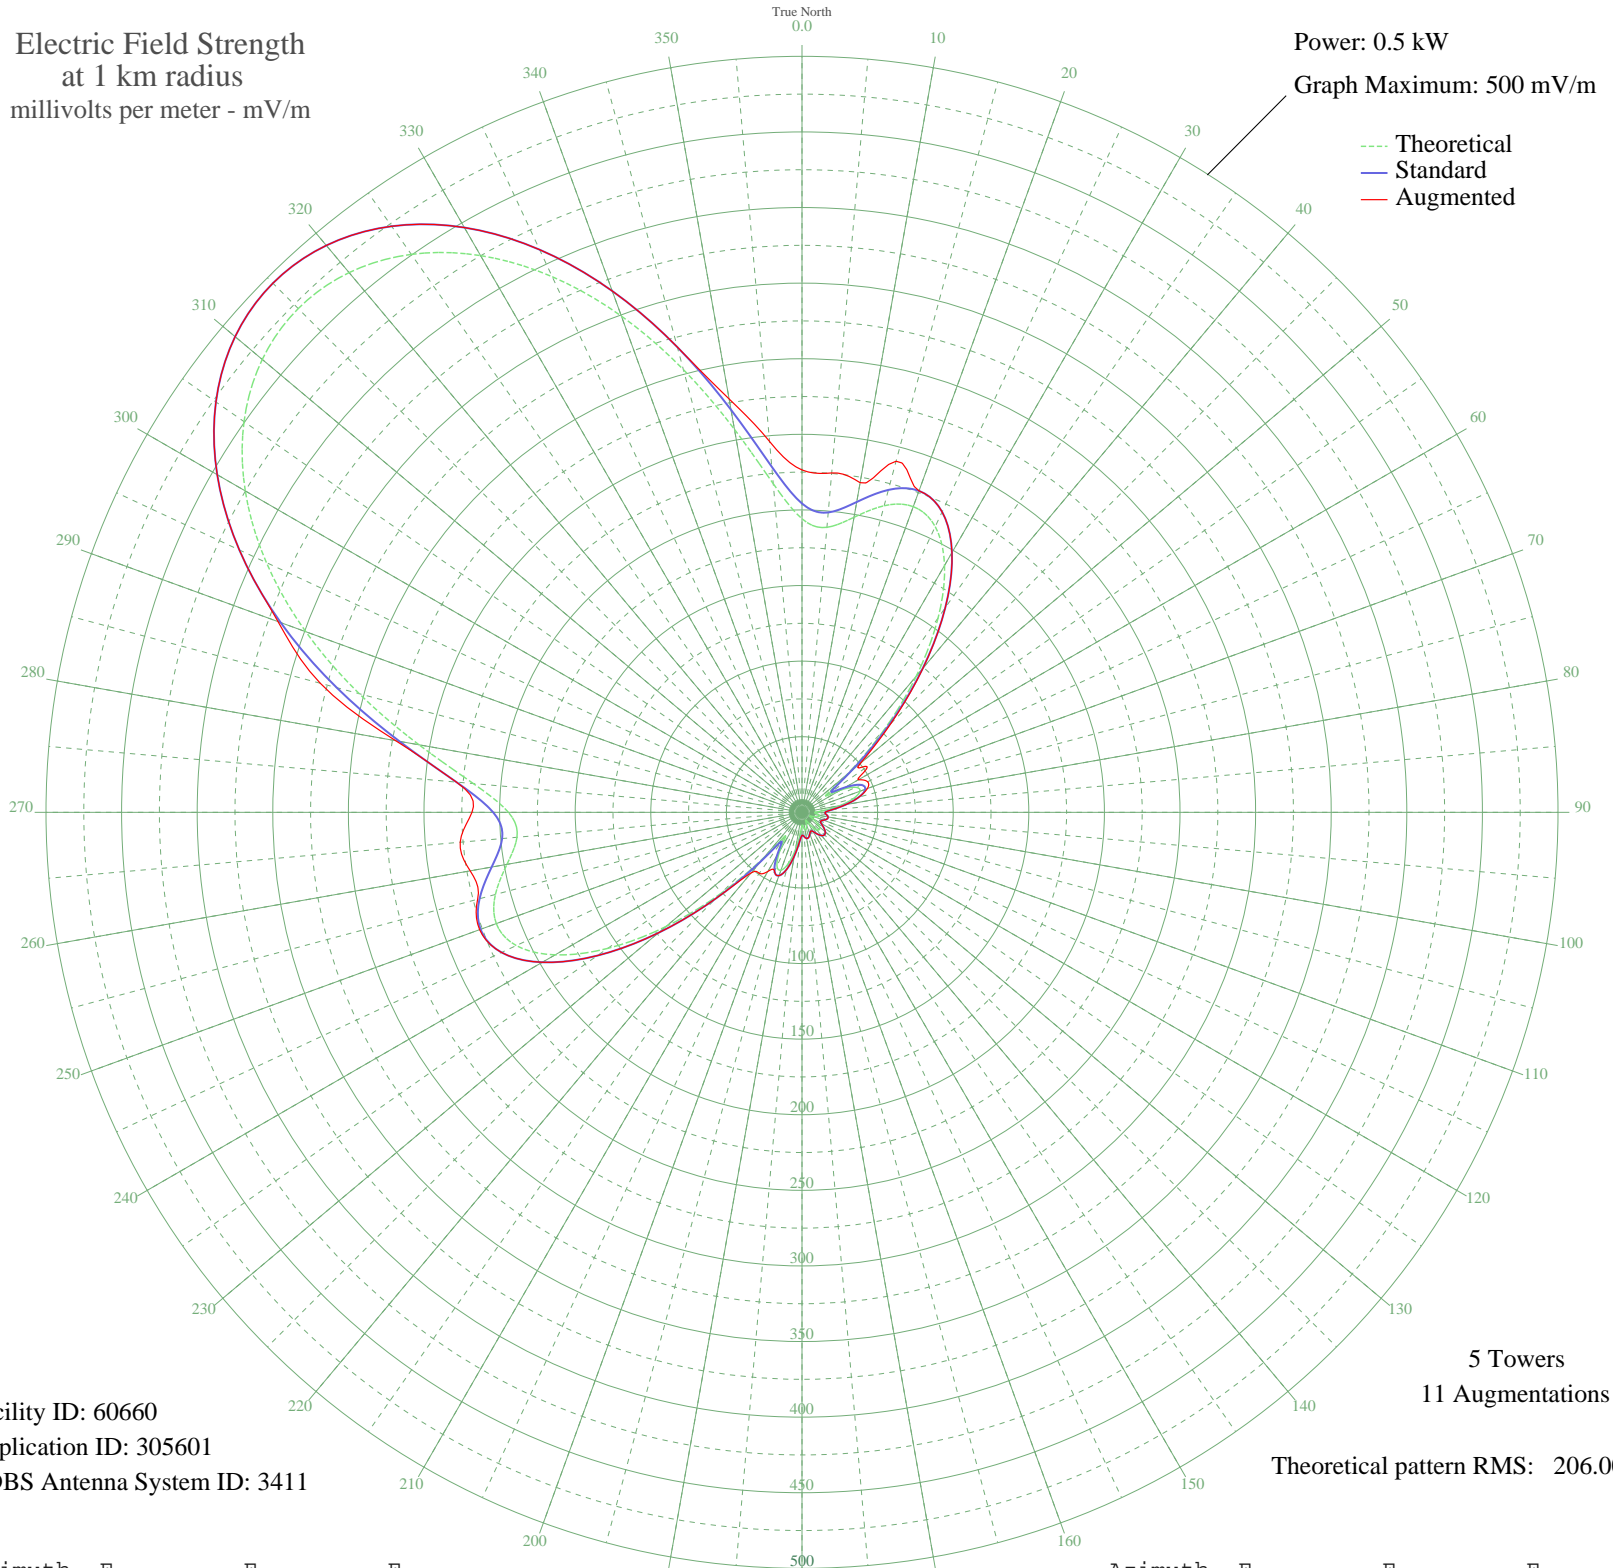 True North
0.0
Electric Field Strength
at 1 km radius
millivolts per meter - mV/m
Power: 0.5 kW
Graph Maximum: 500 mV/m
Theoretical
Standard
Augmented
10
20
30
40
50
60
70
80
90
100
110
120
130
140
150
160
200
210
220
230
240
250
260
270
280
290
300
310
320
330
340
350
100
150
200
250
300
350
400
450
500
5 Towers
11 Augmentations
Theoretical pattern RMS: 206.0
cility ID: 60660
plication ID: 305601
DBS Antenna System ID: 3411